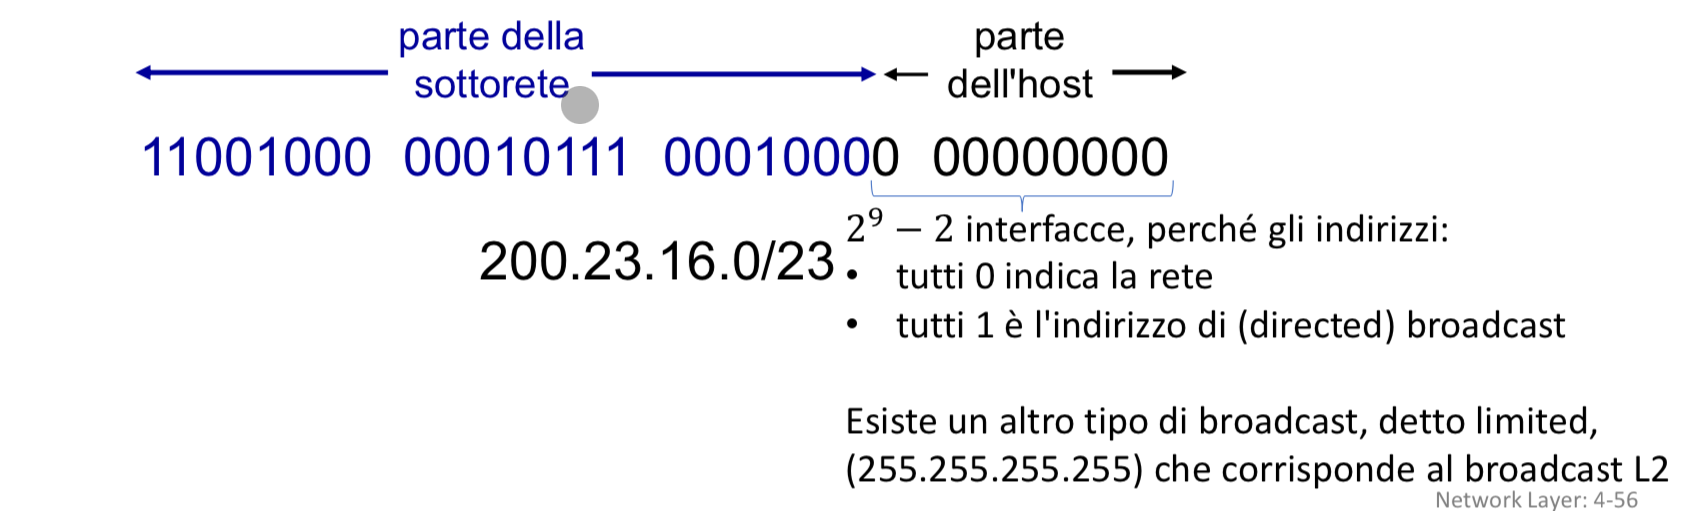 parte della
sottorete
parte
dell'host
11001000 00010111 00010000 00000000
200.23.16.0/23
2⁹ − 2 interfacce, perché gli indirizzi:
• tutti 0 indica la rete
• tutti 1 è l'indirizzo di (directed) broadcast
Esiste un altro tipo di broadcast, detto limited,
(255.255.255.255) che corrisponde al broadcast L2
Network Layer: 4-56